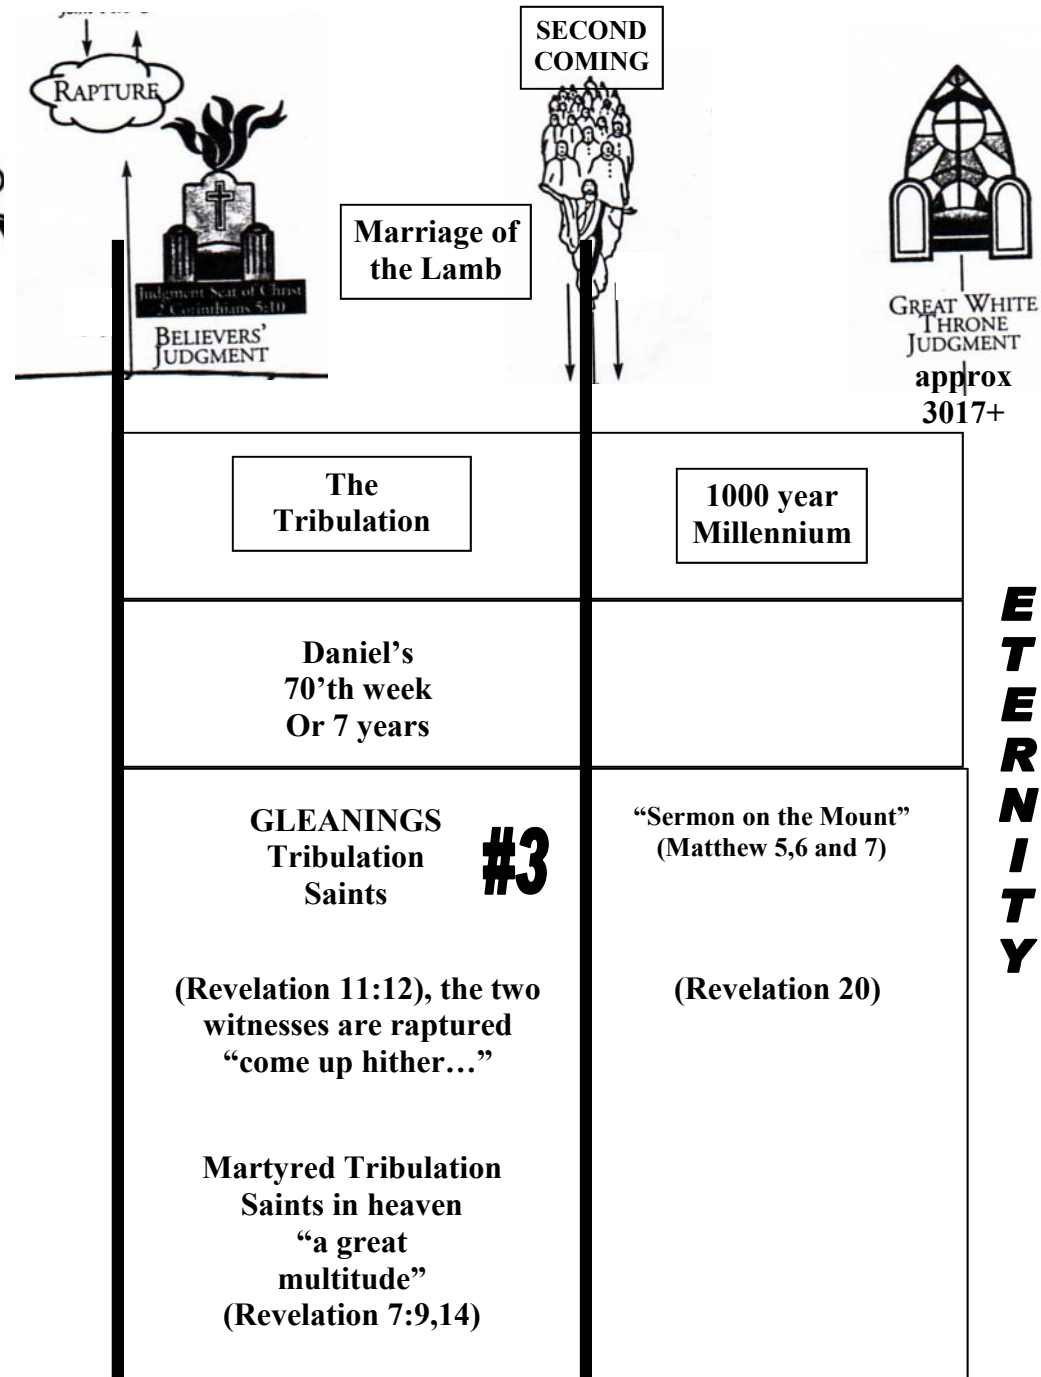 RAPTURE
Judgment Seat of Christ
2 Corinthians 5:10
BELIEVERS'
JUDGMENT
Marriage of
the Lamb
SECOND
COMING
GREAT WHITE
THRONE
JUDGMENT
approx
3017+
The
Tribulation
1000 year
Millennium
Daniel’s
70’th week
Or 7 years
GLEANINGS
Tribulation
Saints
#3
(Revelation 11:12), the two
witnesses are raptured
“come up hither…”
Martyred Tribulation
Saints in heaven
“a great
multitude”
(Revelation 7:9,14)
“Sermon on the Mount”
(Matthew 5,6 and 7)
(Revelation 20)
E
T
E
R
N
I
T
Y